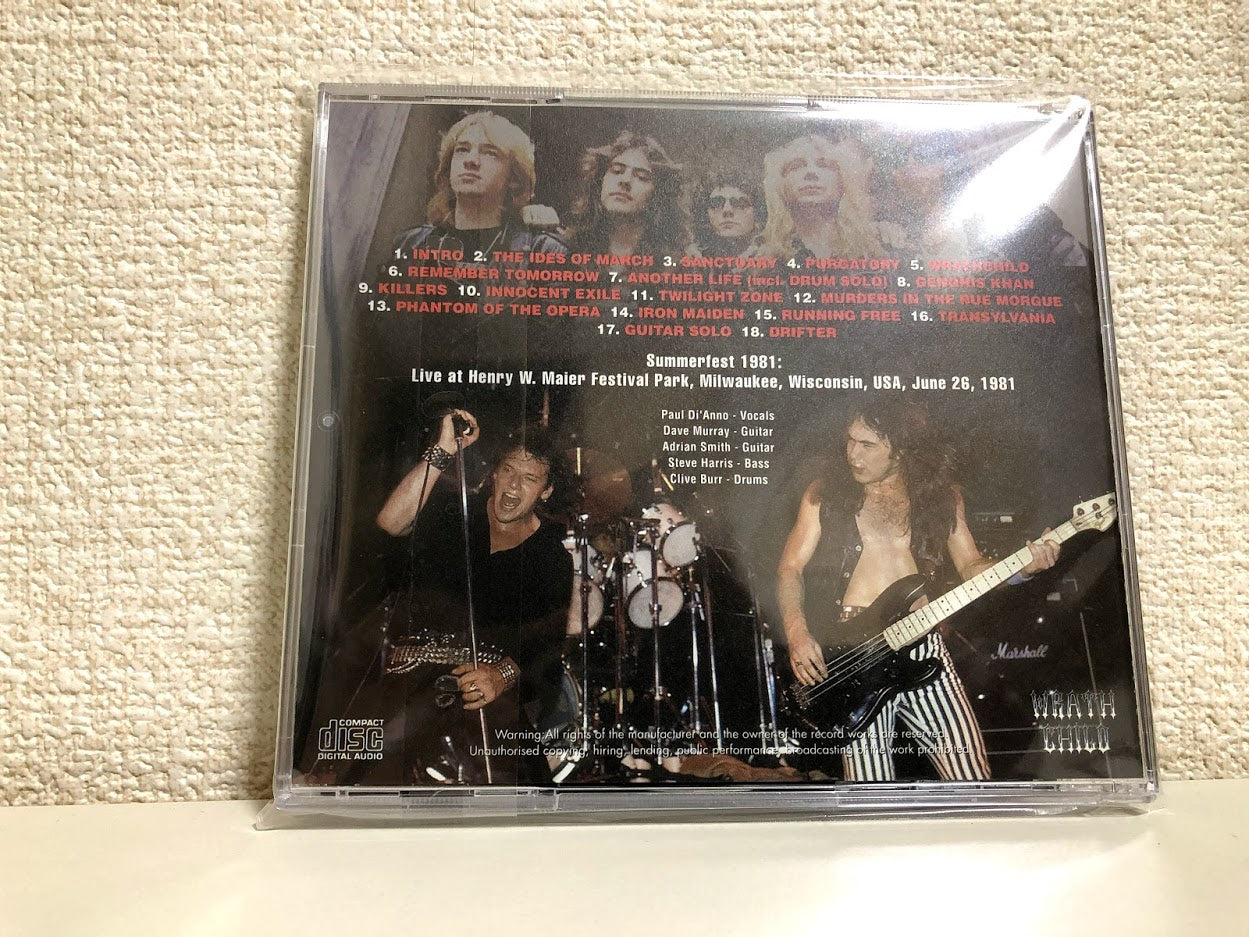 1. INTRO 2. THE IDES OF MARCH 3. SANCTUARY 4. PURGATORY 5. WRATHCHILD
6. REMEMBER TOMORROW 7. ANOTHER LIFE (incl. DRUM SOLO) 8. GENGHIS KHAN
9. KILLERS 10. INNOCENT EXILE 11. TWILIGHT ZONE 12. MURDERS IN THE RUE MORGUE
13. PHANTOM OF THE OPERA 14. IRON MAIDEN 15. RUNNING FREE 16. TRANSYLVANIA
17. GUITAR SOLO 18. DRIFTER
Summerfest 1981:
Live at Henry W. Maier Festival Park, Milwaukee, Wisconsin, USA, June 26, 1981
Paul Di'Anno - Vocals
Dave Murray - Guitar
Adrian Smith - Guitar
Steve Harris - Bass
Clive Burr - Drums
Marshall
WRATH
CHILD
COMPACT
disc
DIGITAL AUDIO
Warning:All rights of the manufacturer and the owner of the record works are reserved.
Unauthorised copying, hiring, lending, public performance, broadcasting of the work prohibited.